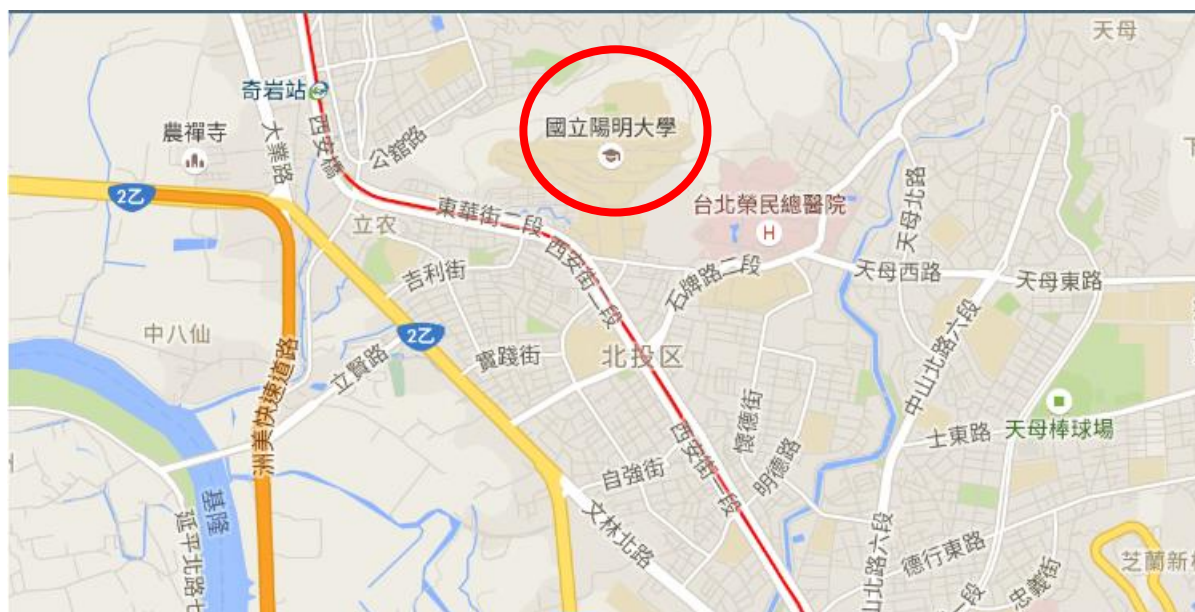 天母
奇岩站
農禪寺
大業路
西安橋
公舘路
國立陽明大學
台北榮民總醫院
H
天母北路
2乙
立农
東華街二段
西安街一段
石牌路二段
天母西路
天母東路
吉利街
中八仙
洲美快速道路
2乙
立賢路
實踐街
北投区
中山北路六段
懷德街
士東路
天母棒球場
自強街
西安街一段
明德路
基隆
延平北路七
文林北路
山北路六段
德行東路
忠義街
段
芝蘭新